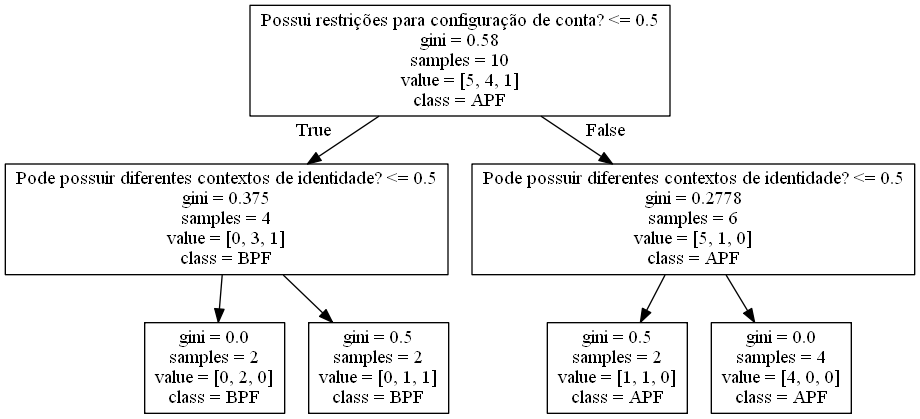 Possui restrições para configuração de conta? <= 0.5
gini = 0.58
samples = 10
value = [5, 4, 1]
class = APF
True
False
Pode possuir diferentes contextos de identidade? <= 0.5
gini = 0.375
samples = 4
value = [0, 3, 1]
class = BPF
Pode possuir diferentes contextos de identidade? <= 0.5
gini = 0.2778
samples = 6
value = [5, 1, 0]
class = APF
gini = 0.0
samples = 2
value = [0, 2, 0]
class = BPF
gini = 0.5
samples = 2
value = [0, 1, 1]
class = BPF
gini = 0.5
samples = 2
value = [1, 1, 0]
class = APF
gini = 0.0
samples = 4
value = [4, 0, 0]
class = APF